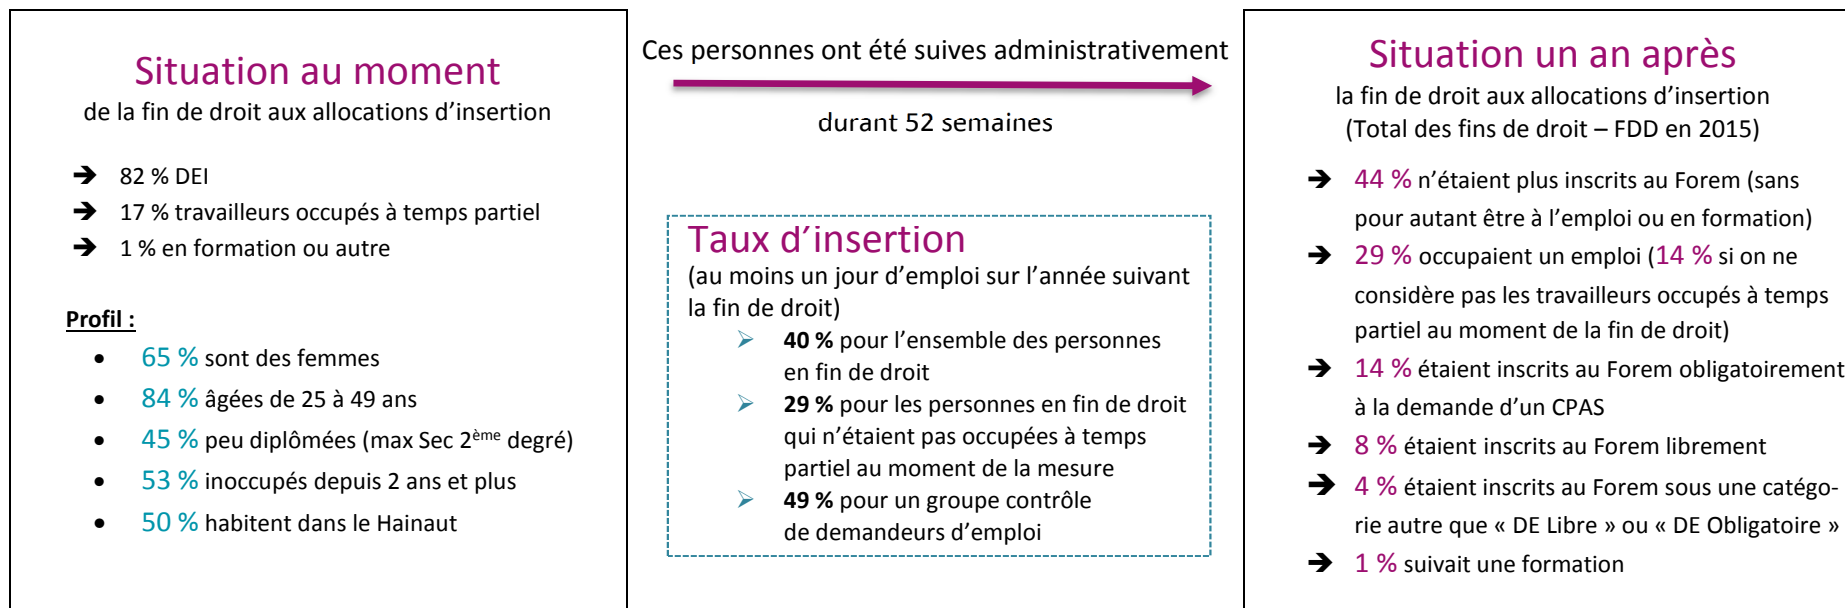 Situation au moment
de la fin de droit aux allocations d’insertion
➔ 82 % DEI
➔ 17 % travailleurs occupés à temps partiel
➔ 1 % en formation ou autre
Profil :
• 65 % sont des femmes
• 84 % âgées de 25 à 49 ans
• 45 % peu diplômées (max Sec 2ème degré)
• 53 % inoccupés depuis 2 ans et plus
• 50 % habitent dans le Hainaut
Ces personnes ont été suives administrativement
durant 52 semaines
Taux d’insertion
(au moins un jour d’emploi sur l’année suivant
la fin de droit)
➢ 40 % pour l’ensemble des personnes
en fin de droit
➢ 29 % pour les personnes en fin de droit
qui n’étaient pas occupées à temps
partiel au moment de la mesure
➢ 49 % pour un groupe contrôle
de demandeurs d’emploi
Situation un an après
la fin de droit aux allocations d’insertion
(Total des fins de droit – FDD en 2015)
➔ 44 % n’étaient plus inscrits au Forem (sans
pour autant être à l’emploi ou en formation)
➔ 29 % occupaient un emploi (14 % si on ne
considère pas les travailleurs occupés à temps
partiel au moment de la fin de droit)
➔ 14 % étaient inscrits au Forem obligatoirement
à la demande d’un CPAS
➔ 8 % étaient inscrits au Forem librement
➔ 4 % étaient inscrits au Forem sous une catégo-
rie autre que « DE Libre » ou « DE Obligatoire »
➔ 1 % suivait une formation